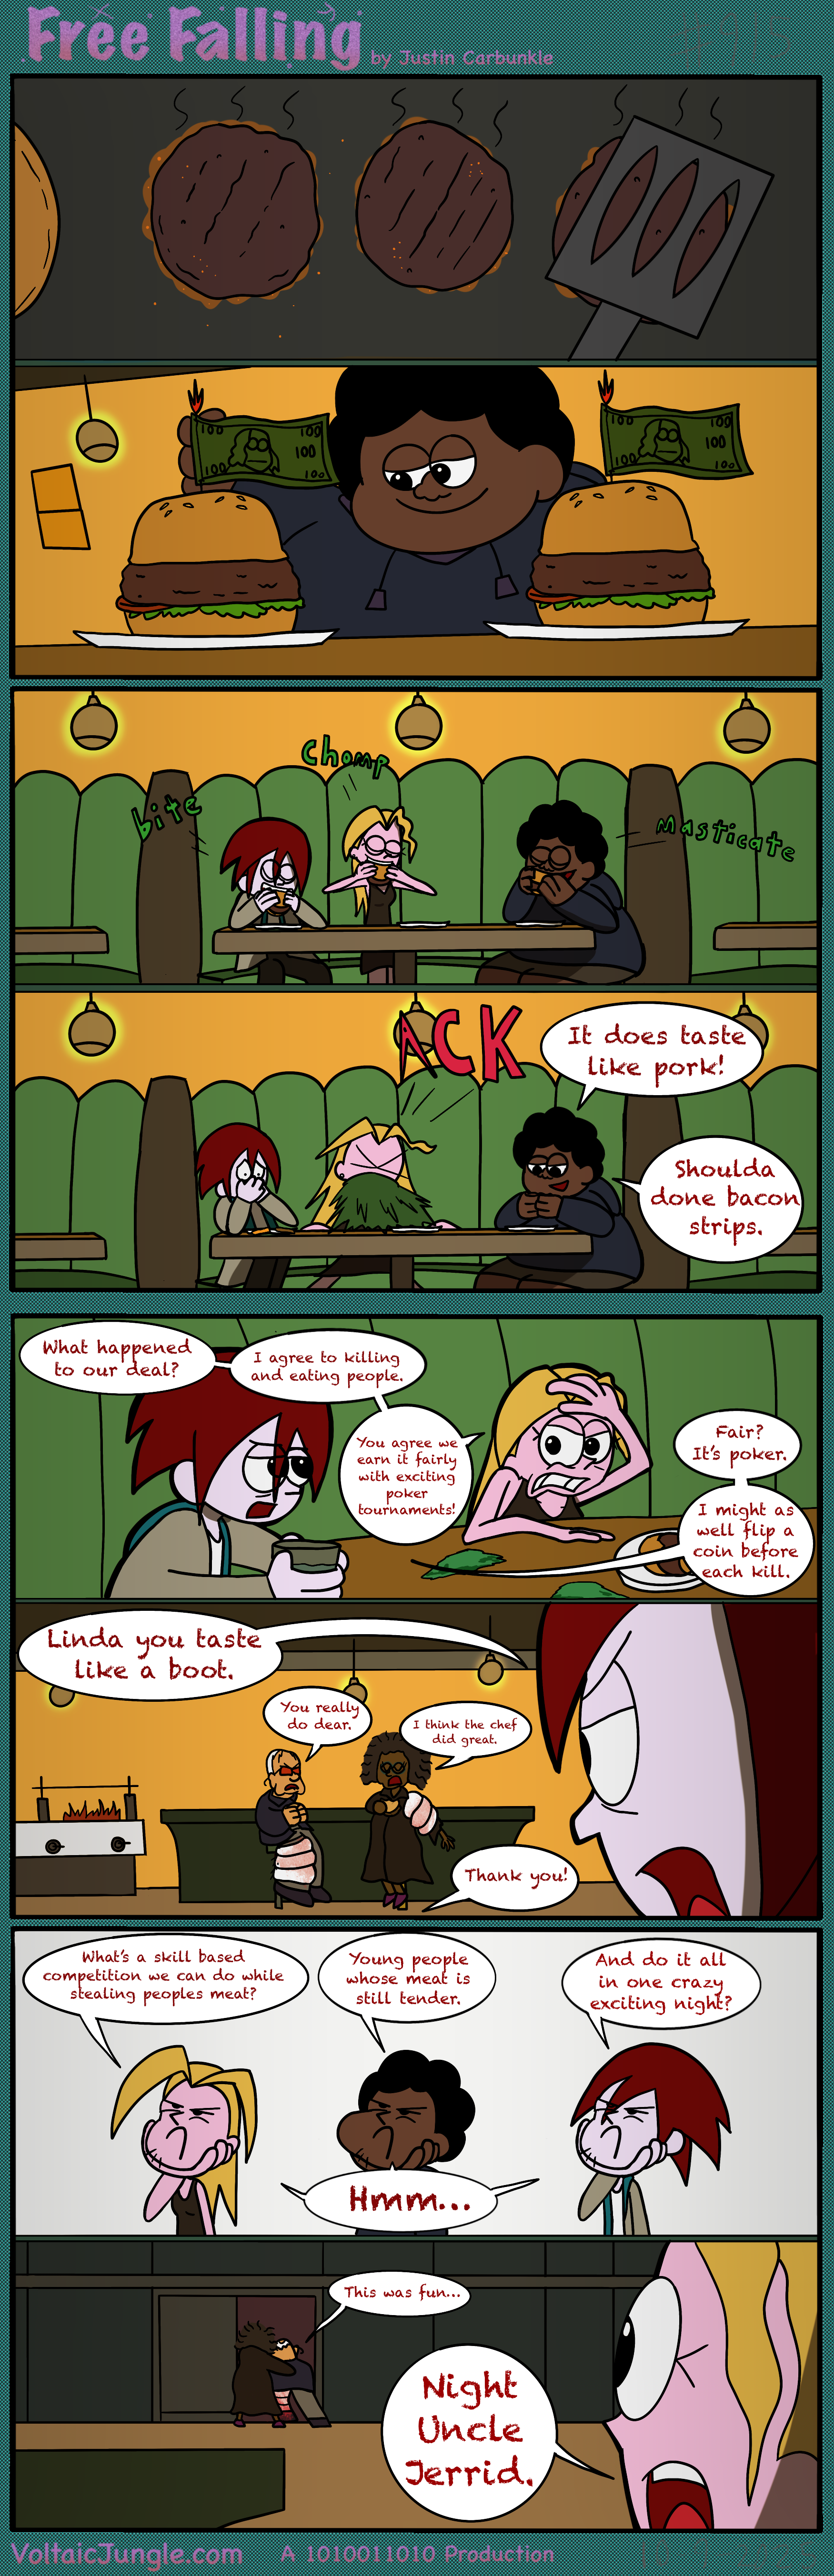 Free Falling by Justin Carbunkle #915
100 100
100
100 100
100 100
100
100 100
bite
Chomp
Masticate
ACK
It does taste
like pork!
Shoulda
done bacon
strips.
What happened
to our deal?
I agree to killing
and eating people.
You agree we
earn it fairly
with exciting
poker
tournaments!
Fair?
It's poker.
I might as
well flip a
coin before
each kill.
Linda you taste
like a boot.
You really
do dear.
I think the chef
did great.
Thank you!
What's a skill based
competition we can do while
stealing peoples meat?
Young people
whose meat is
still tender.
And do it all
in one crazy
exciting night?
Hmm...
This was fun...
Night
Uncle
Jerrid.
VoltaicJungle.com A 1010011010 Production